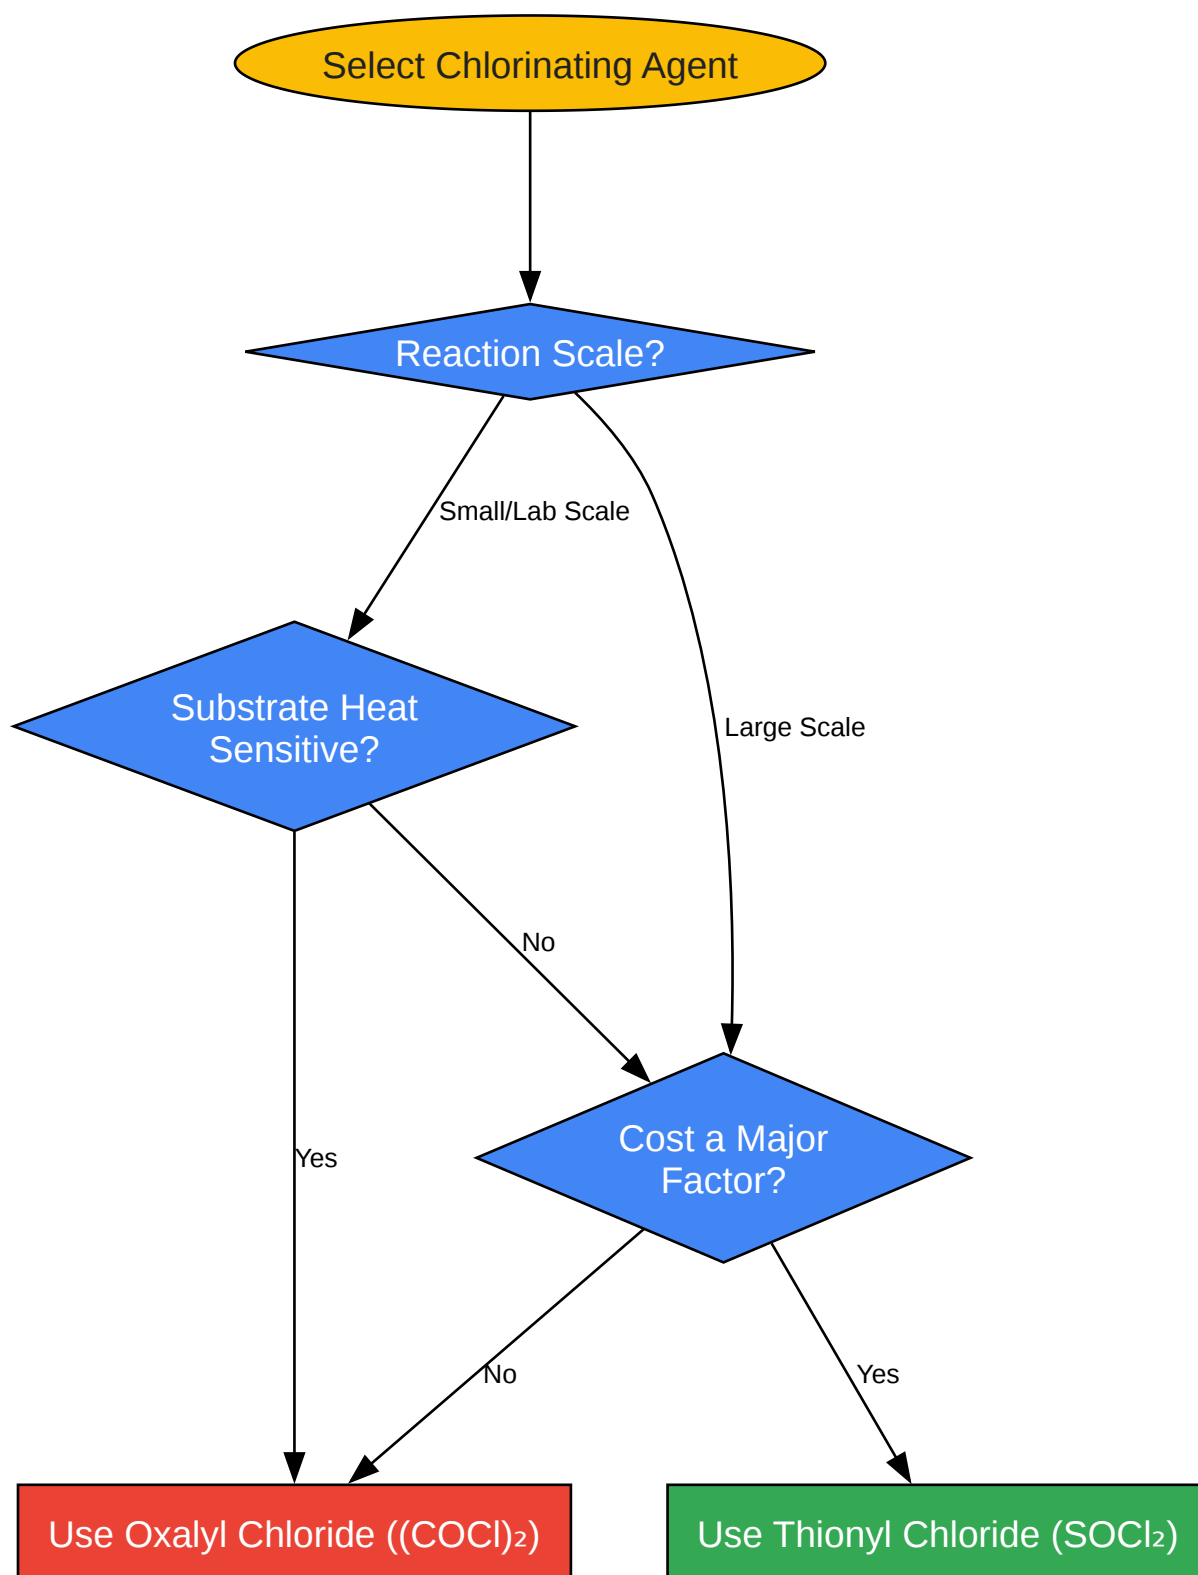 Select Chlorinating Agent
Reaction Scale?
Small/Lab Scale
Substrate Heat
Sensitive?
Large Scale
No
Yes
Cost a Major
Factor?
No
Yes
Use Oxalyl Chloride ((COCl)₂)
Use Thionyl Chloride (SOCl₂)